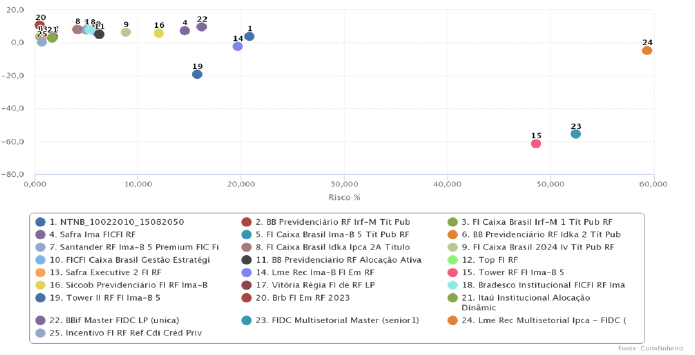 20,0
0,0
-20,0
-40,0
-60,0
-80,0
20
25
21
8
18
11
9
16
4
22
14
1
19
15
23
24
0,000
10,000
20,000
30,000
40,000
50,000
60,000
Risco %
1. NTNB_10022010_15082050
2. BB Previdenciário RF Irf-M Tít Pub
3. FI Caixa Brasil Irf-M 1 Tít Pub RF
4. Safra Ima FICFI RF
5. FI Caixa Brasil Ima-B 5 Tít Pub RF
6. BB Previdenciário RF Idka 2 Tít Pub
7. Santander RF Ima-B 5 Premium FIC Fi
8. FI Caixa Brasil Idka Ipca 2A Titulo
9. FI Caixa Brasil 2024 Iv Tít Pub RF
10. FICFI Caixa Brasil Gestão Estratégi
11. BB Previdenciário RF Alocação Ativa
12. Top FI RF
13. Safra Executive 2 FI RF
14. Lme Rec Ima-B FI Em RF
15. Tower RF FI Ima-B 5
16. Sicoob Previdenciário FI RF Ima-B
17. Vitória Régia FI de RF LP
18. Bradesco Institucional FICFI RF Ima
19. Tower II RF FI Ima-B 5
20. Brb FI Em RF 2023
21. Itaú Institucional Alocação
Dinâmic
22. BBif Master FIDC LP (unica)
23. FIDC Multisetorial Master (senior1)
24. Lme Rec Multisetorial Ipca - FIDC (
25. Incentivo FI RF Ref Cdi Créd Priv
Fonte: Comdinheiro